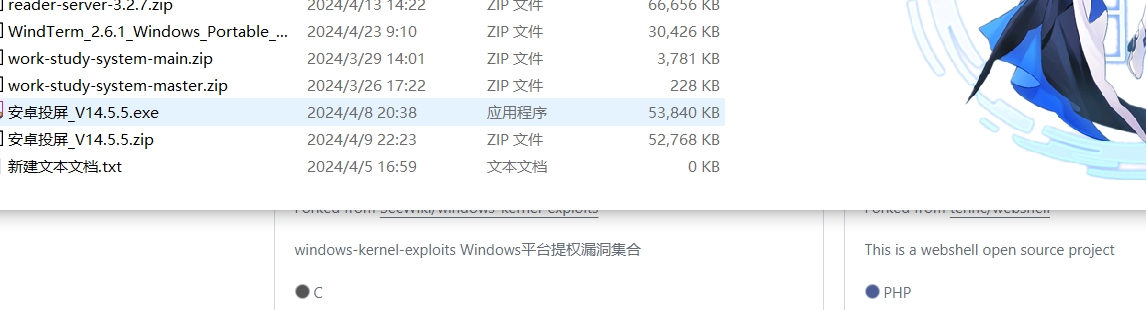 reader-server-3.2.7.zip 2024/4/13 14:22 ZIP 文件 66,656 KB
WindTerm_2.6.1_Windows_Portable_... 2024/4/23 9:10 ZIP 文件 30,426 KB
work-study-system-main.zip 2024/3/29 14:01 ZIP 文件 3,781 KB
work-study-system-master.zip 2024/3/26 17:22 ZIP 文件 228 KB
安卓投屏_V14.5.5.exe 2024/4/8 20:38 应用程序 53,840 KB
安卓投屏_V14.5.5.zip 2024/4/9 22:23 ZIP 文件 52,768 KB
新建文本文档.txt 2024/4/5 16:59 文本文档 0 KB
Forked from SecWiki/windows-kernel-exploits
windows-kernel-exploits Windows平台提权漏洞集合
C
Forked from tennc/webshell
This is a webshell open source project
PHP